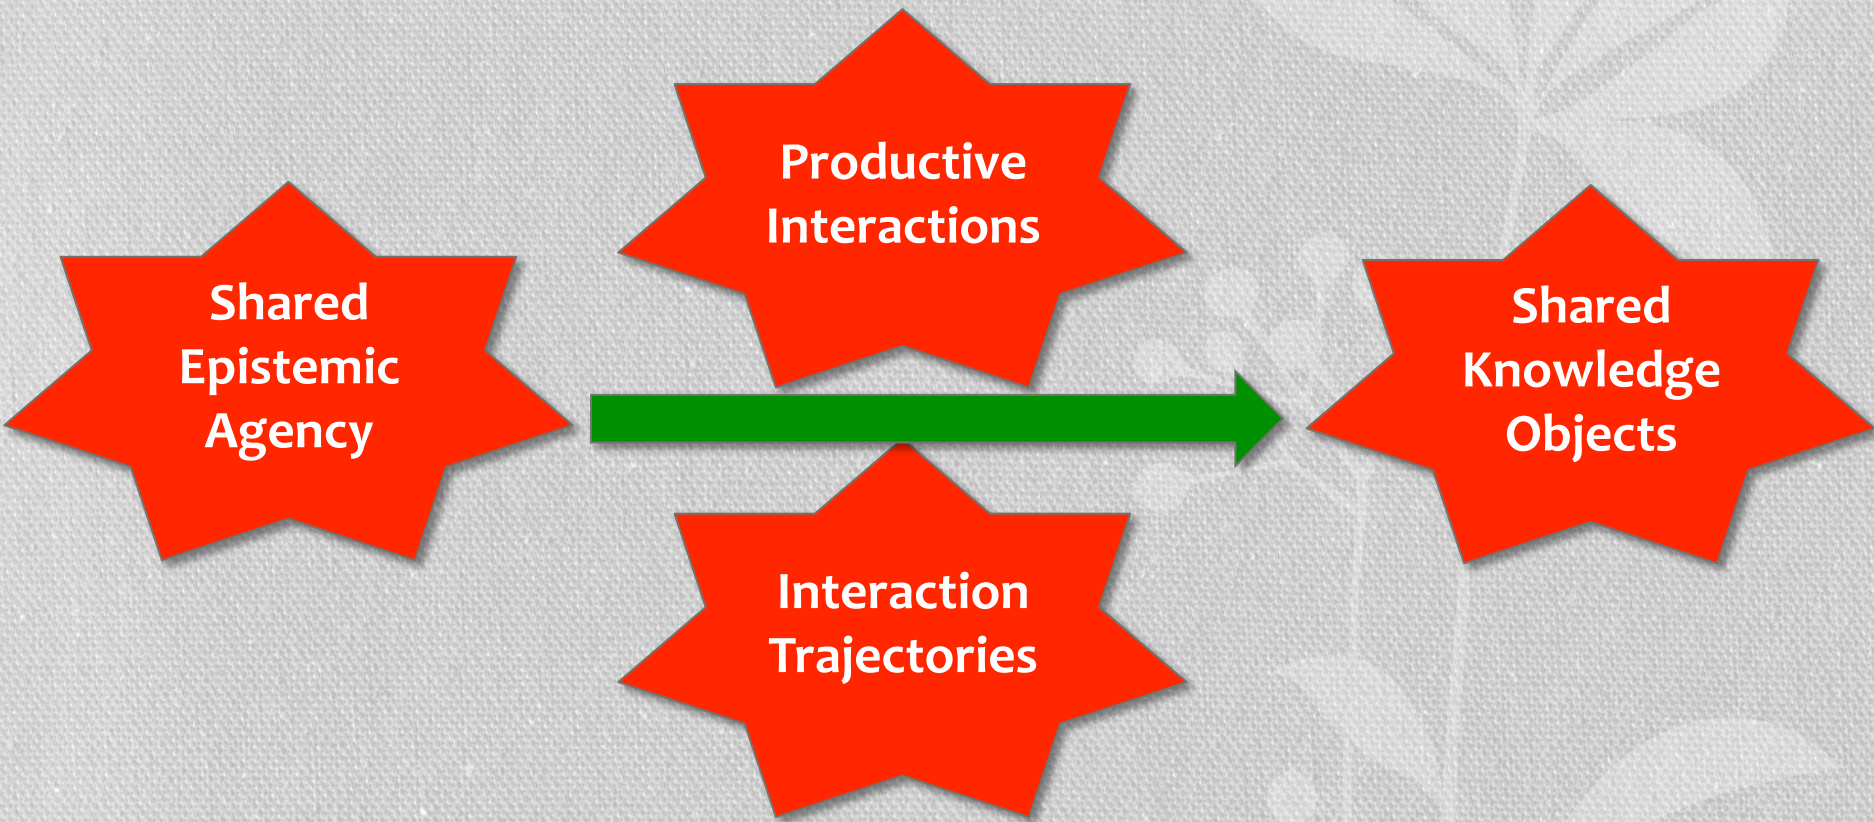 Productive
Interactions
Shared
Epistemic
Agency
Shared
Knowledge
Objects
Interaction
Trajectories